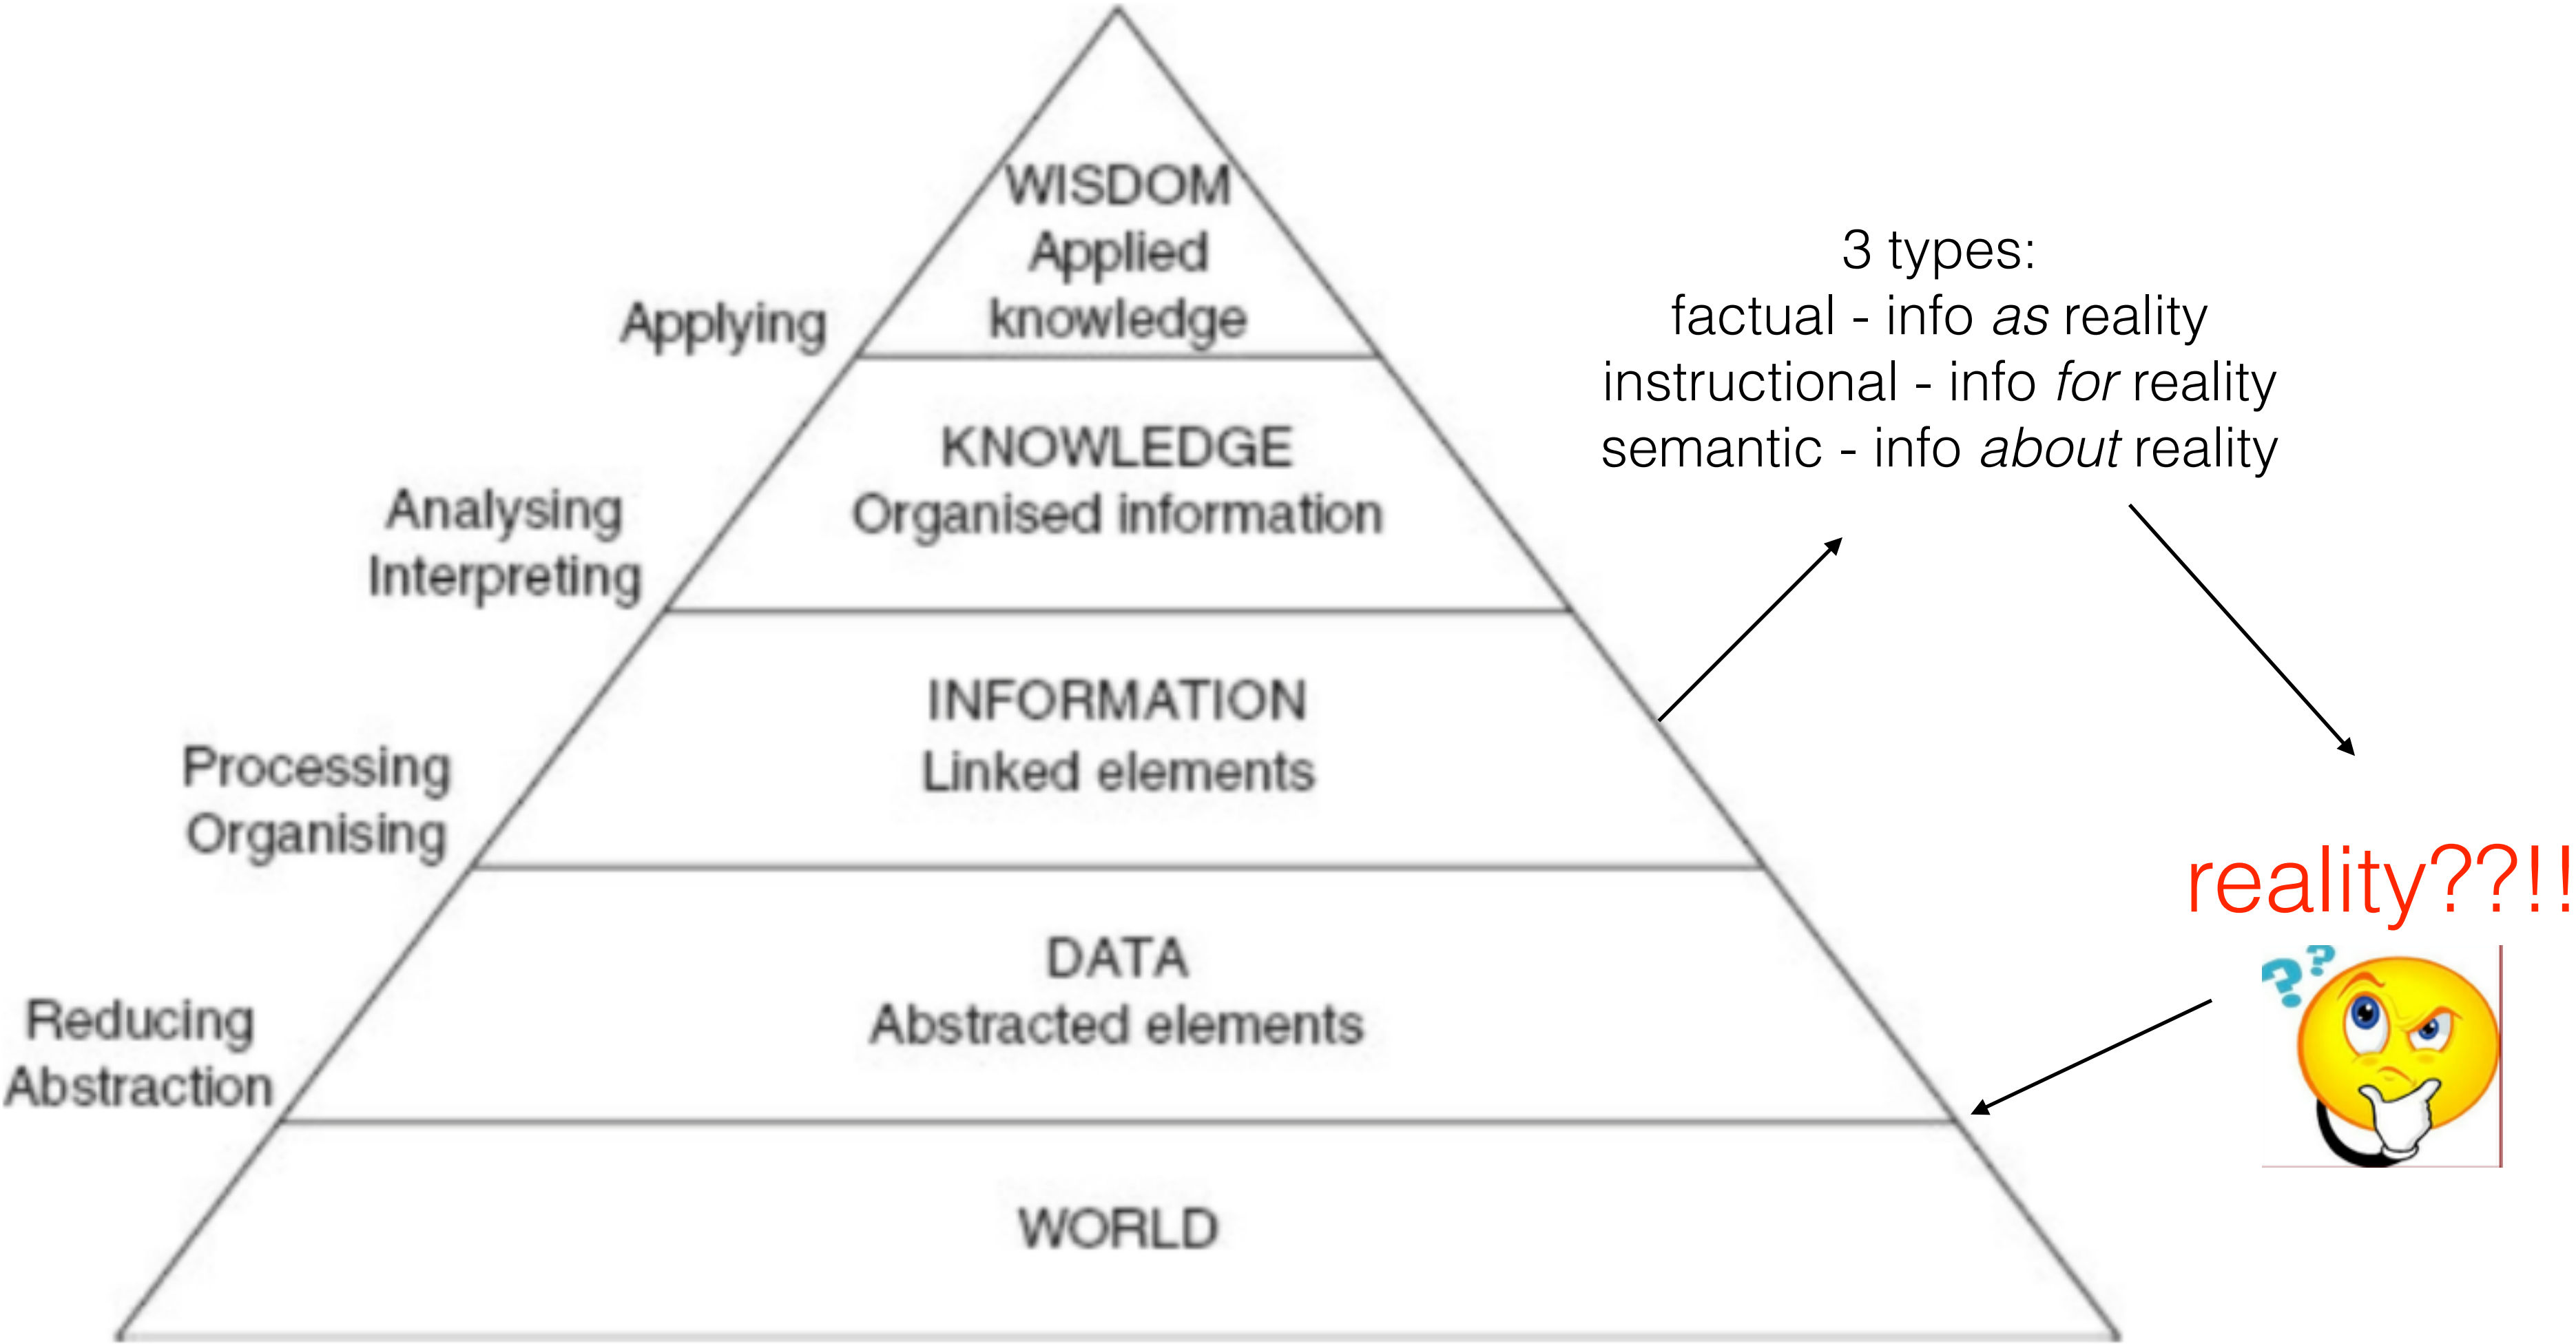 WISDOM
Applied
knowledge
Applying
KNOWLEDGE
Organised information
Analysing
Interpreting
INFORMATION
Linked elements
Processing
Organising
DATA
Abstracted elements
Reducing
Abstraction
WORLD
3 types:
factual - info as reality
instructional - info for reality
semantic - info about reality
reality??!!
??